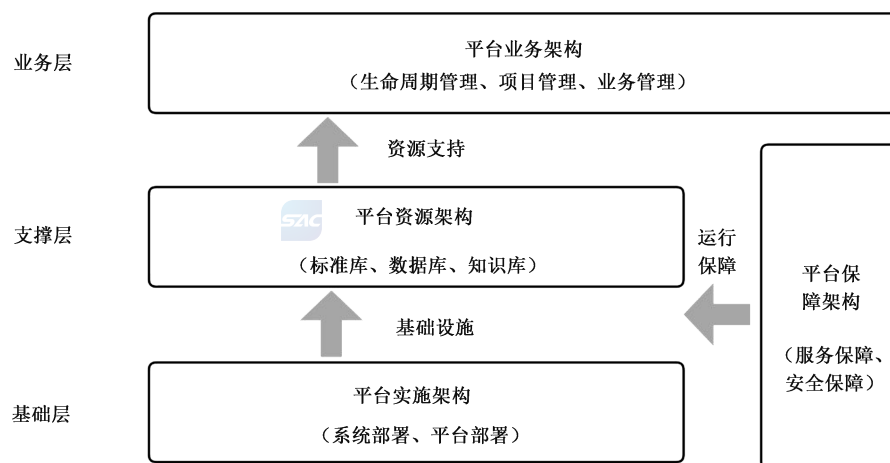 业务层
平台业务架构
（生命周期管理、项目管理、业务管理）
资源支持
支撑层
SAC
平台资源架构
（标准库、数据库、知识库）
运行
保障
平台保
障架构
（服务保障、
安全保障）
基础设施
基础层
平台实施架构
（系统部署、平台部署）